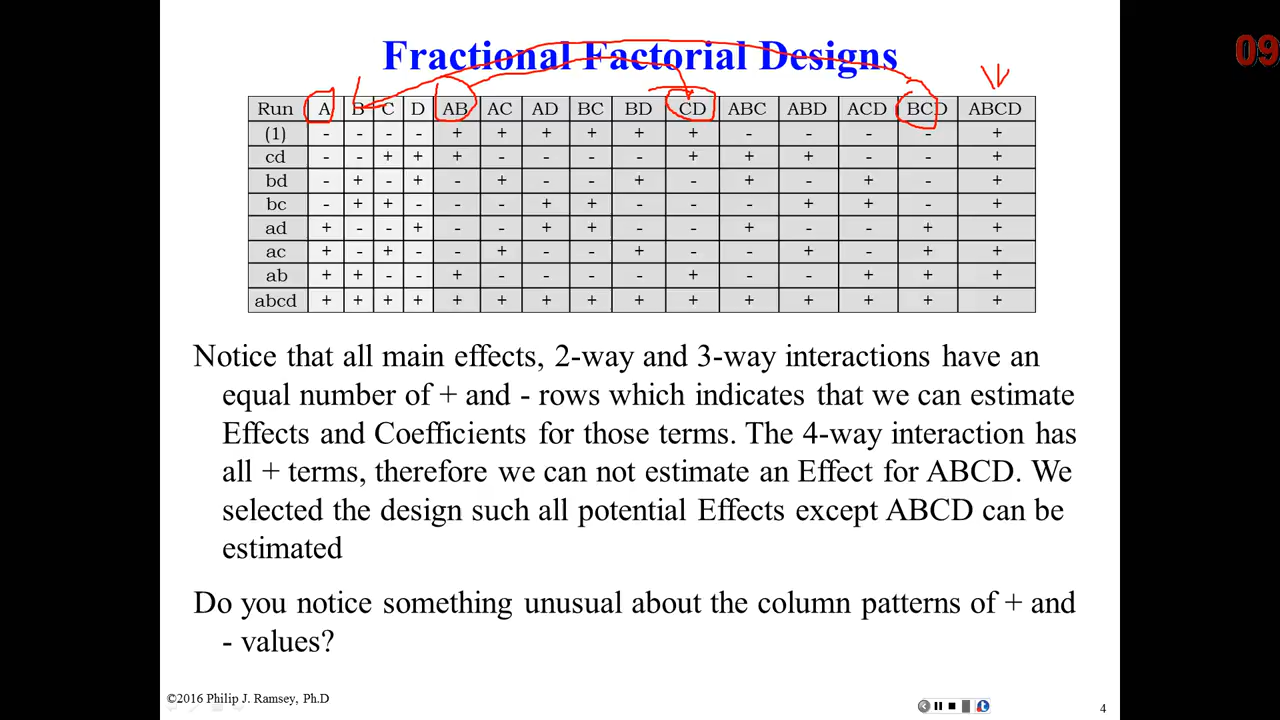 Fractional Factorial Designs
09
Run A B C D AB AC AD BC BD CD ABC ABD ACD BCD ABCD
(1) - - - - + + + + + + - - - - +
cd - - + + + - - - - + + + - - +
bd - + - + - + - - + - + - + - +
bc - + + - - - + + - - - + + - +
ad + - - + - - + + - - + - - + +
ac + - + - - + - - + - - + - + +
ab + + - - + - - - - + - - + + +
abcd + + + + + + + + + + + + + + +
Notice that all main effects, 2-way and 3-way interactions have an
equal number of + and - rows which indicates that we can estimate
Effects and Coefficients for those terms. The 4-way interaction has
all + terms, therefore we can not estimate an Effect for ABCD. We
selected the design such all potential Effects except ABCD can be
estimated
Do you notice something unusual about the column patterns of + and
- values?
©2016 Philip J. Ramsey, Ph.D
4